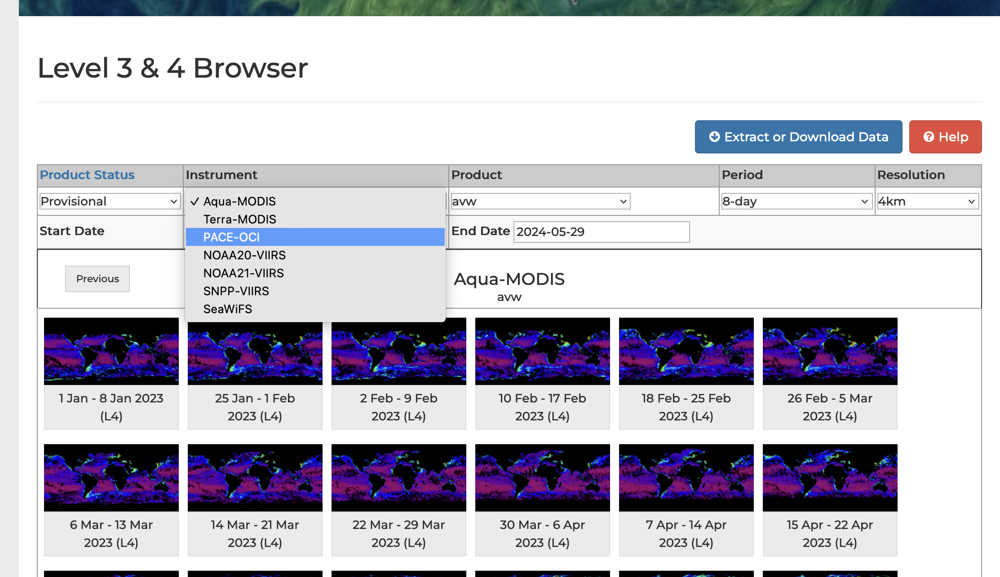 Level 3 & 4 Browser
Extract or Download Data
Help
Product Status
Instrument
Product
Period
Resolution
Provisional
Aqua-MODIS
Terra-MODIS
PACE-OCI
NOAA20-VIIRS
NOAA21-VIIRS
SNPP-VIIRS
SeaWiFS
avw
8-day
4km
Start Date
End Date
2024-05-29
Previous
Aqua-MODIS
avw
1 Jan - 8 Jan 2023
(L4)
25 Jan - 1 Feb
2023 (L4)
2 Feb - 9 Feb
2023 (L4)
10 Feb - 17 Feb
2023 (L4)
18 Feb - 25 Feb
2023 (L4)
26 Feb - 5 Mar
2023 (L4)
6 Mar - 13 Mar
2023 (L4)
14 Mar - 21 Mar
2023 (L4)
22 Mar - 29 Mar
2023 (L4)
30 Mar - 6 Apr
2023 (L4)
7 Apr - 14 Apr
2023 (L4)
15 Apr - 22 Apr
2023 (L4)